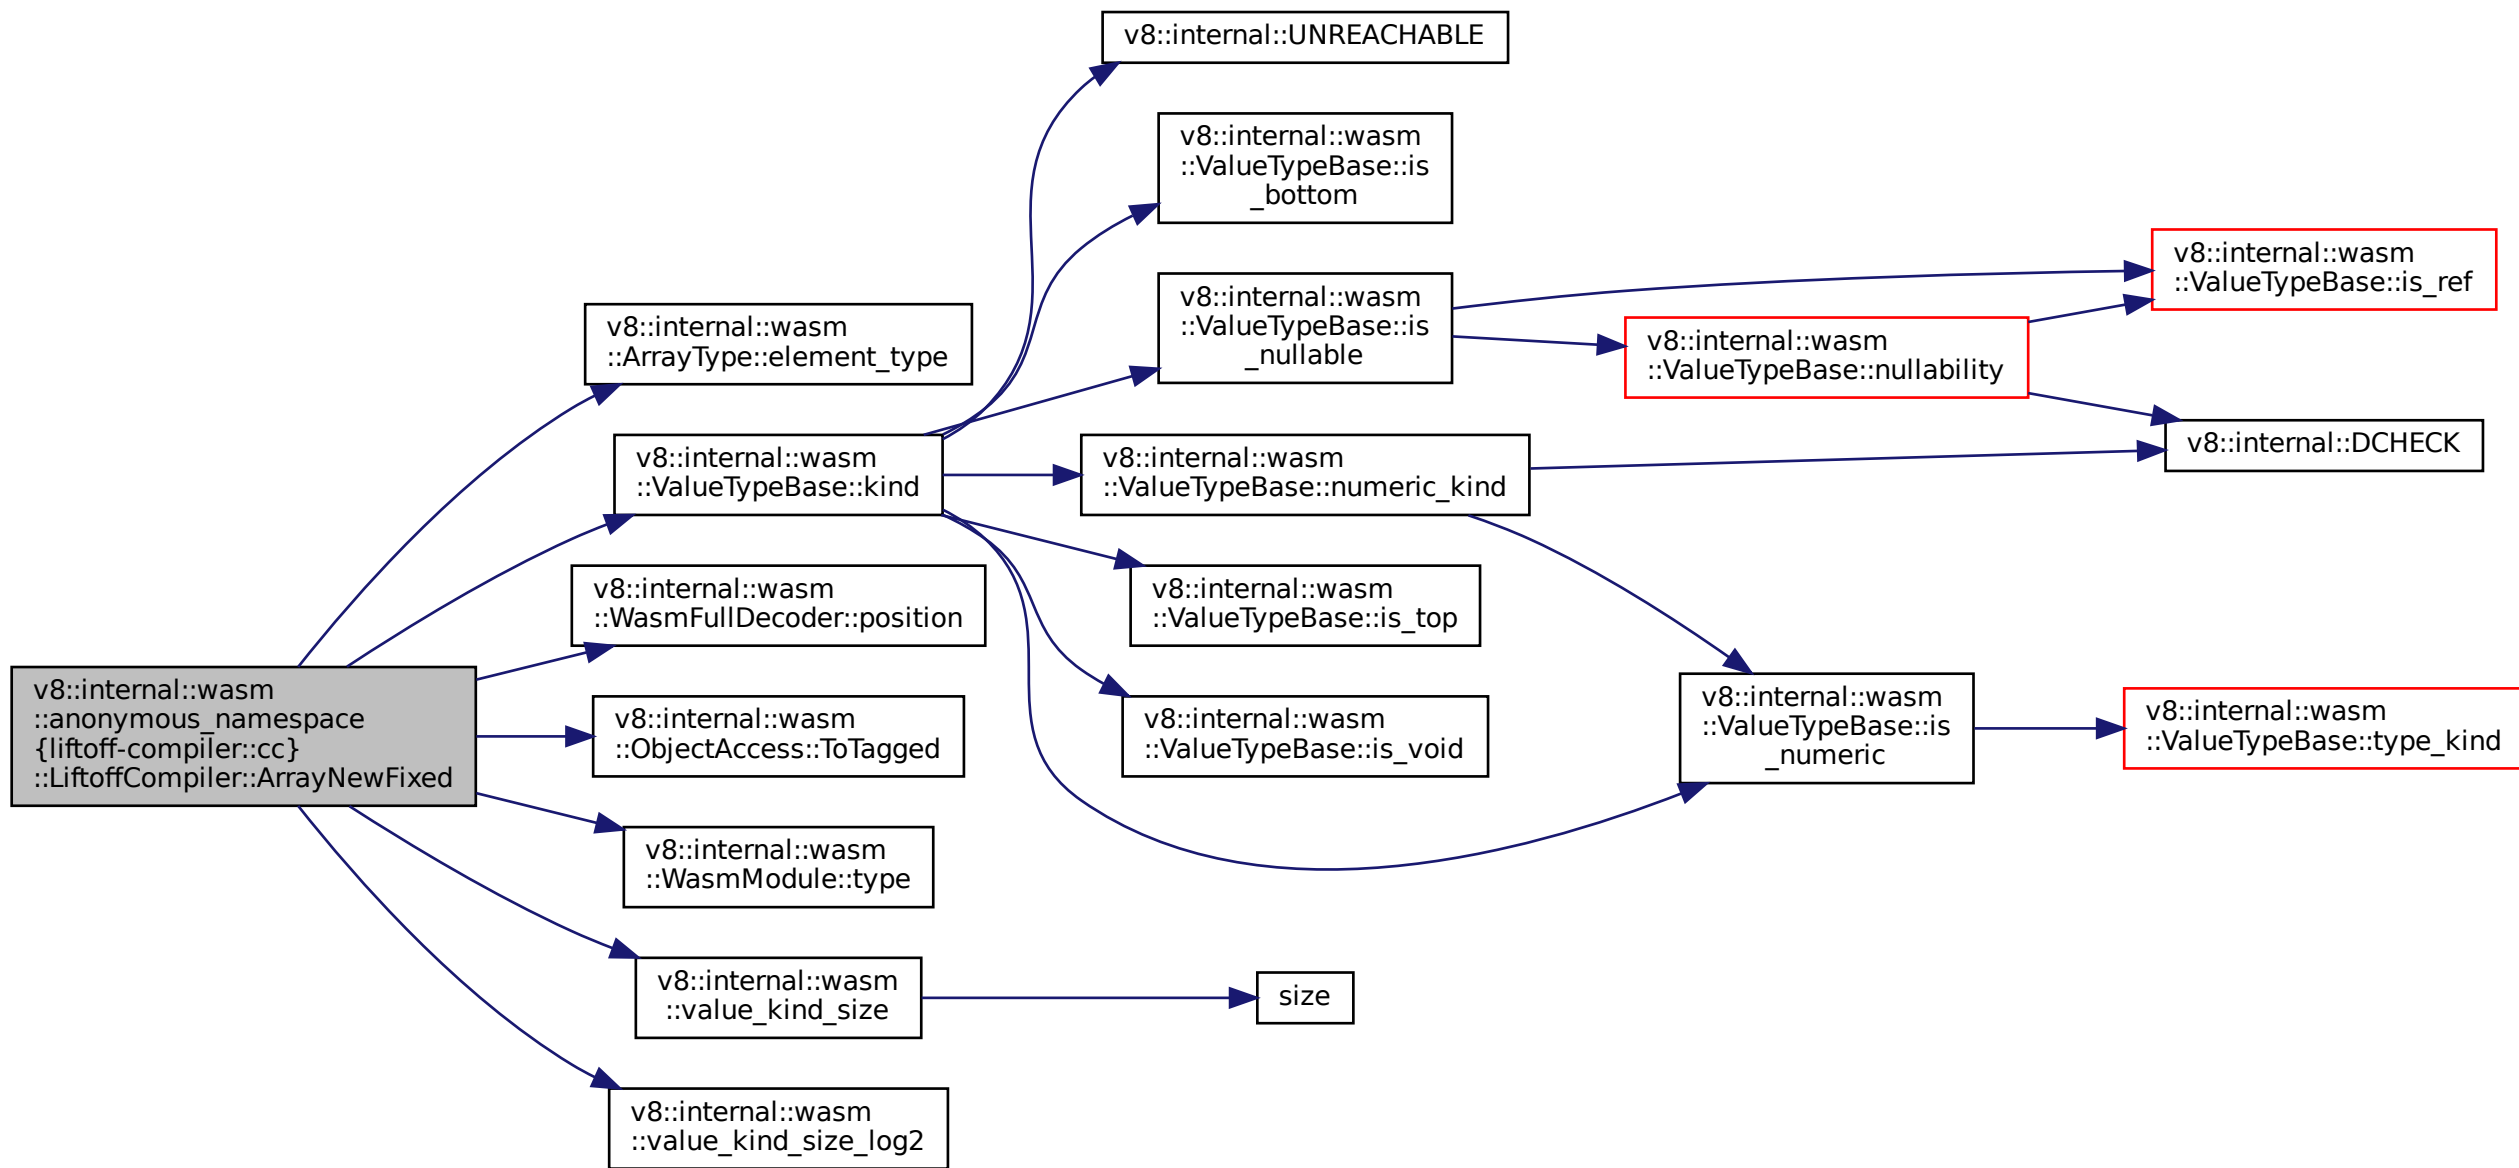 v8::internal::UNREACHABLE
v8::internal::wasm
::ValueTypeBase::is
_bottom
v8::internal::wasm
::ValueTypeBase::is
_nullable
v8::internal::wasm
::ValueTypeBase::is_ref
v8::internal::wasm
::ValueTypeBase::nullability
v8::internal::DCHECK
v8::internal::wasm
::ArrayType::element_type
v8::internal::wasm
::ValueTypeBase::kind
v8::internal::wasm
::ValueTypeBase::numeric_kind
v8::internal::wasm
::WasmFullDecoder::position
v8::internal::wasm
::ValueTypeBase::is_top
v8::internal::wasm
::anonymous_namespace
{liftoff-compiler::cc}
::LiftoffCompiler::ArrayNewFixed
v8::internal::wasm
::ObjectAccess::ToTagged
v8::internal::wasm
::ValueTypeBase::is_void
v8::internal::wasm
::ValueTypeBase::is
_numeric
v8::internal::wasm
::ValueTypeBase::type_kind
v8::internal::wasm
::WasmModule::type
v8::internal::wasm
::value_kind_size
size
v8::internal::wasm
::value_kind_size_log2